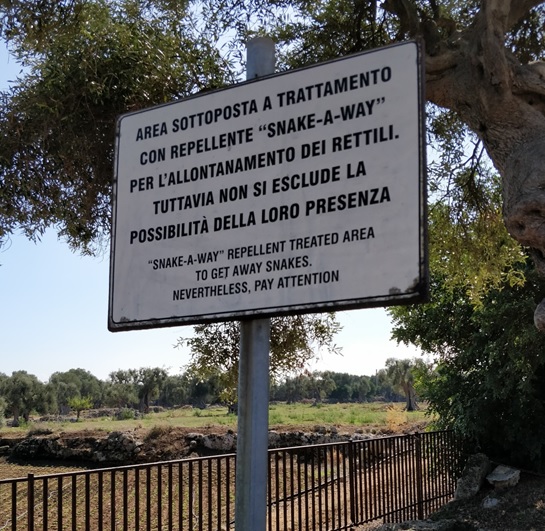 AREA SOTTOPOSTA A TRATTAMENTO
CON REPELLENTE "SNAKE-A-WAY"
PER L'ALLONTANAMENTO DEI RETTILI.
TUTTAVIA NON SI ESCLUDE LA
POSSIBILITÀ DELLA LORO PRESENZA
"SNAKE-A-WAY" REPELLENT TREATED AREA
TO GET AWAY SNAKES.
NEVERTHELESS, PAY ATTENTION